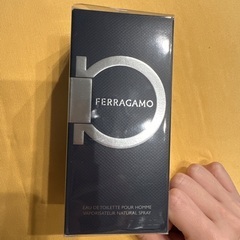 FERRAGAMO
EAU DE TOILETTE POUR HOMME
VAPORISATEUR NATURAL SPRAY